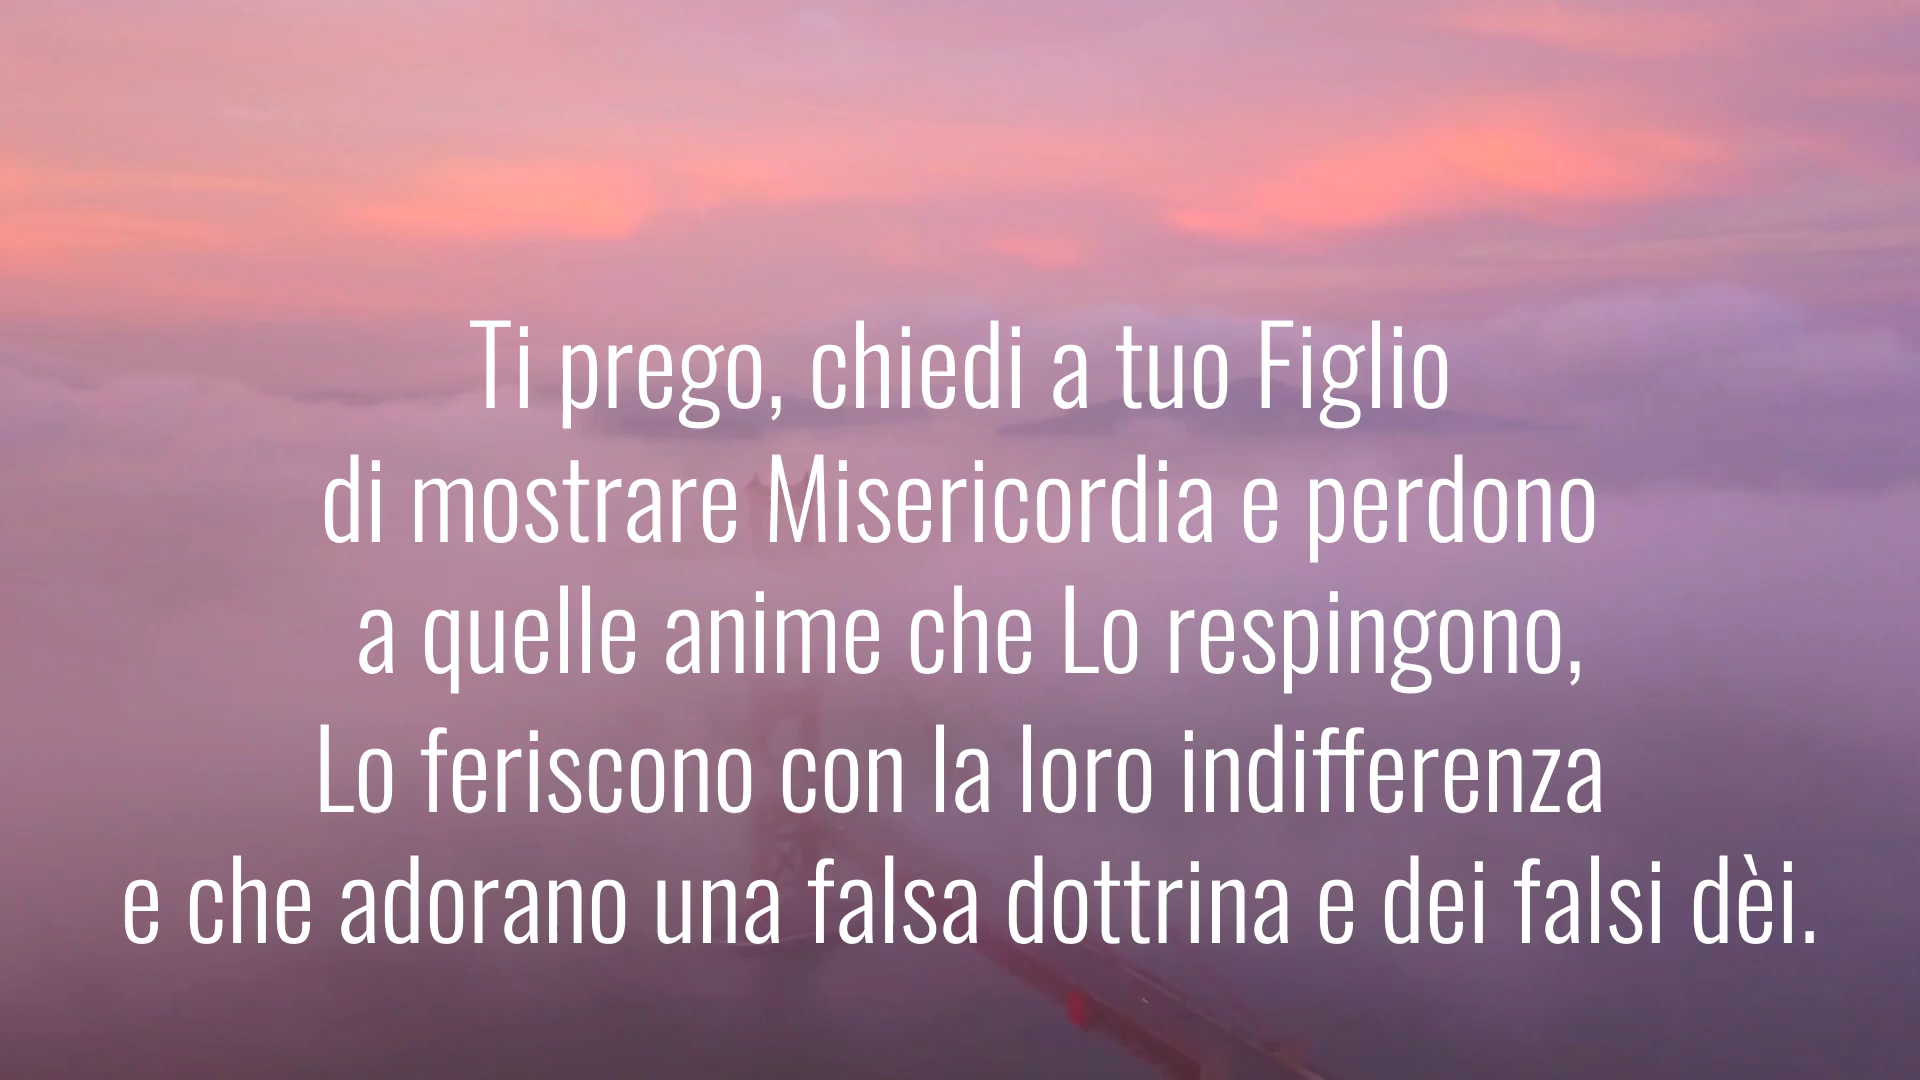 Ti prego, chiedi a tuo Figlio
di mostrare Misericordia e perdono
a quelle anime che Lo respingono,
Lo feriscono con la loro indifferenza
e che adorano una falsa dottrina e dei falsi dèi.